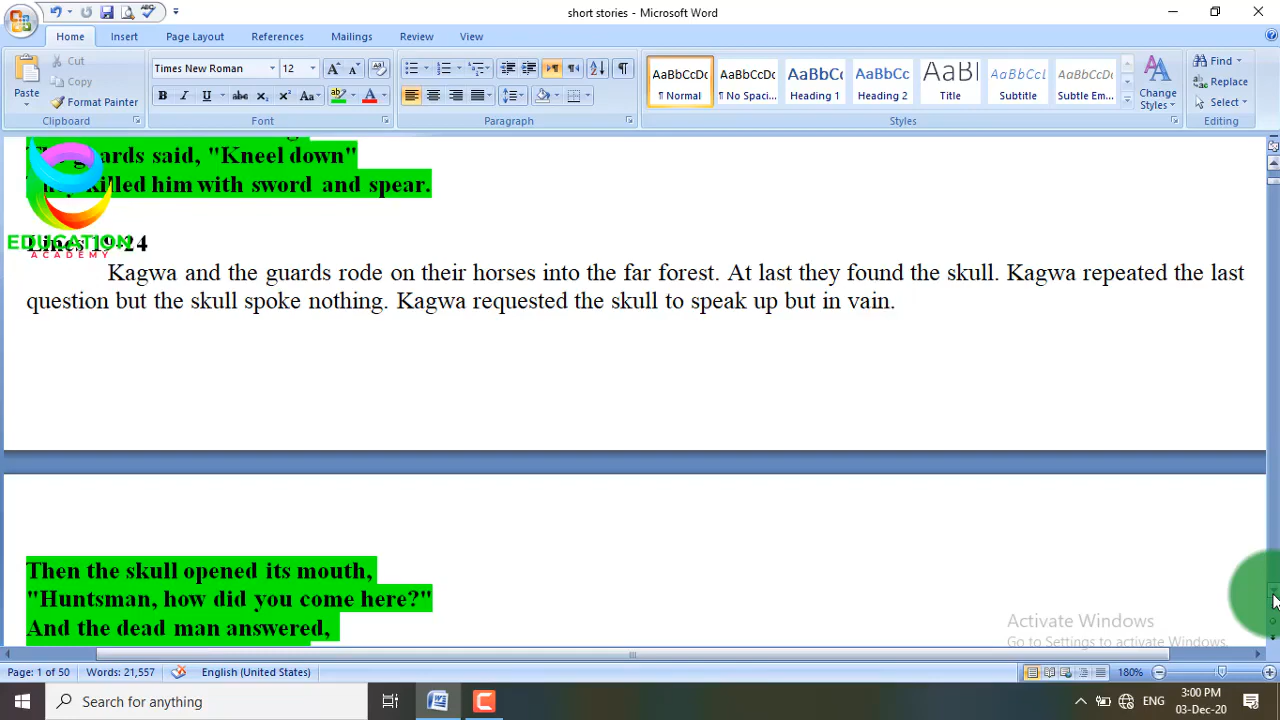 short stories - Microsoft Word
Home Insert Page Layout References Mailings Review View
Paste
Cut
Copy
Format Painter
Clipboard
Times New Roman 12
Font
Paragraph
AaBbCcDc AaBbCcDc AaBbC AaBbCc AaB AaBbCcL AaBbCcDc
¶ Normal ¶ No Spaci... Heading 1 Heading 2 Title Subtitle Subtle Em...
Styles
Change Styles
Find
Replace
Select
Editing
guards said, "Kneel down"
killed him with sword and spear.
EDUCATION
ACADEMY
Lines 19-24
Kagwa and the guards rode on their horses into the far forest. At last they found the skull. Kagwa repeated the last
question but the skull spoke nothing. Kagwa requested the skull to speak up but in vain.
Then the skull opened its mouth,
"Huntsman, how did you come here?"
And the dead man answered,
Activate Windows
Go to Settings to activate Windows.
Page: 1 of 50 Words: 21,557 English (United States) 180%
Search for anything
ENG
3:00 PM
03-Dec-20